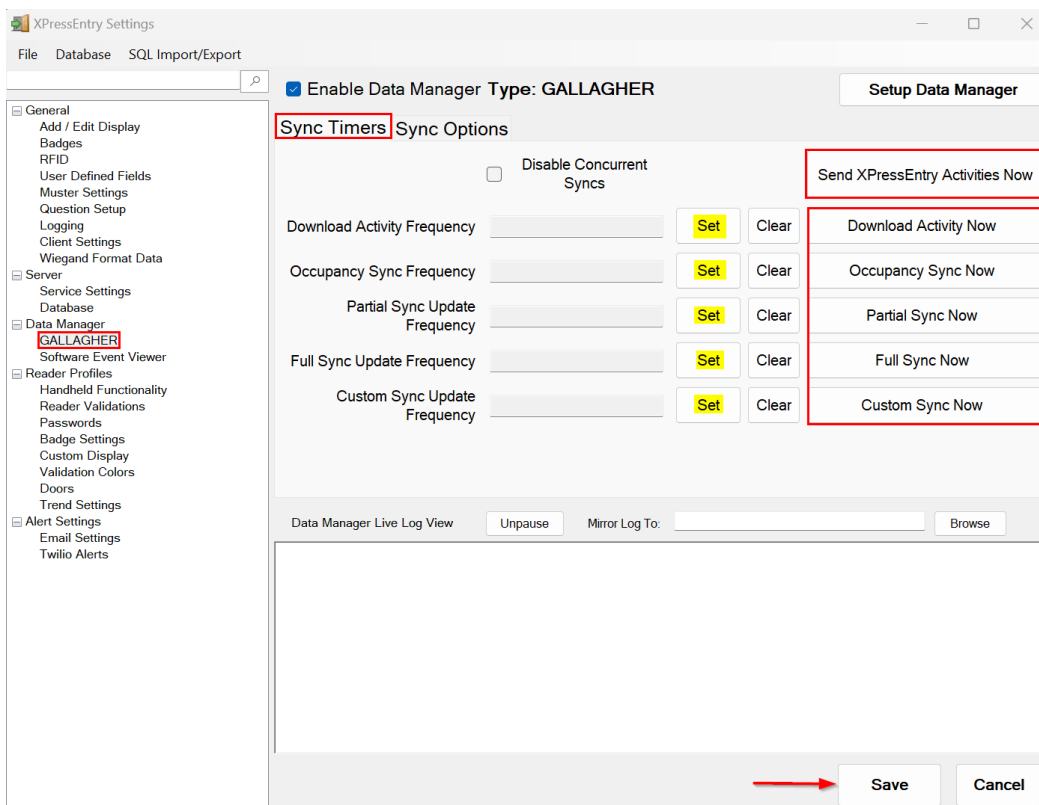 XPressEntry Settings
File Database SQL Import/Export
General
Add / Edit Display
Badges
RFID
User Defined Fields
Muster Settings
Question Setup
Logging
Client Settings
Wiegand Format Data
Server
Service Settings
Database
Data Manager
GALLAGHER
Software Event Viewer
Reader Profiles
Handheld Functionality
Reader Validations
Passwords
Badge Settings
Custom Display
Validation Colors
Doors
Trend Settings
Alert Settings
Email Settings
Twilio Alerts
Enable Data Manager Type: GALLAGHER
Setup Data Manager
Sync Timers Sync Options
Disable Concurrent
Syncs
Send XPressEntry Activities Now
Download Activity Frequency Set Clear Download Activity Now
Occupancy Sync Frequency Set Clear Occupancy Sync Now
Partial Sync Update
Frequency Set Clear Partial Sync Now
Full Sync Update Frequency Set Clear Full Sync Now
Custom Sync Update
Frequency Set Clear Custom Sync Now
Data Manager Live Log View Unpause Mirror Log To: Browse
Save Cancel